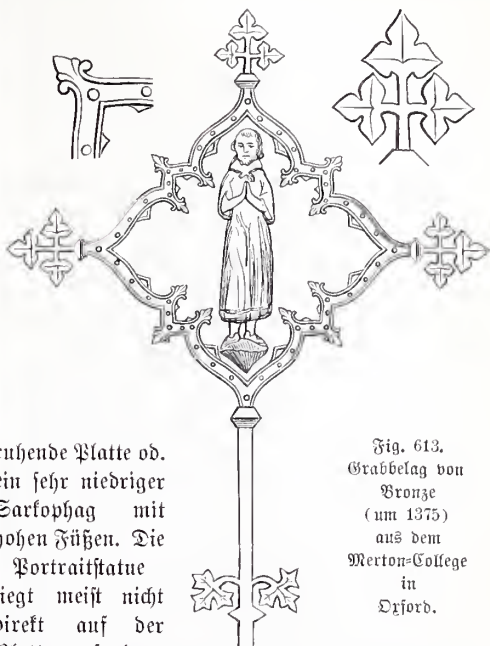 ruhende Platte od.
ein sehr niedriger
Sarkophag mit
hohen Füßen. Die
Portraitstatue
liegt meist nicht
direkt auf der
Fig. 613.
Grabbelag von
Bronze
(um 1375)
aus dem
Merton-College
in
Oxford.